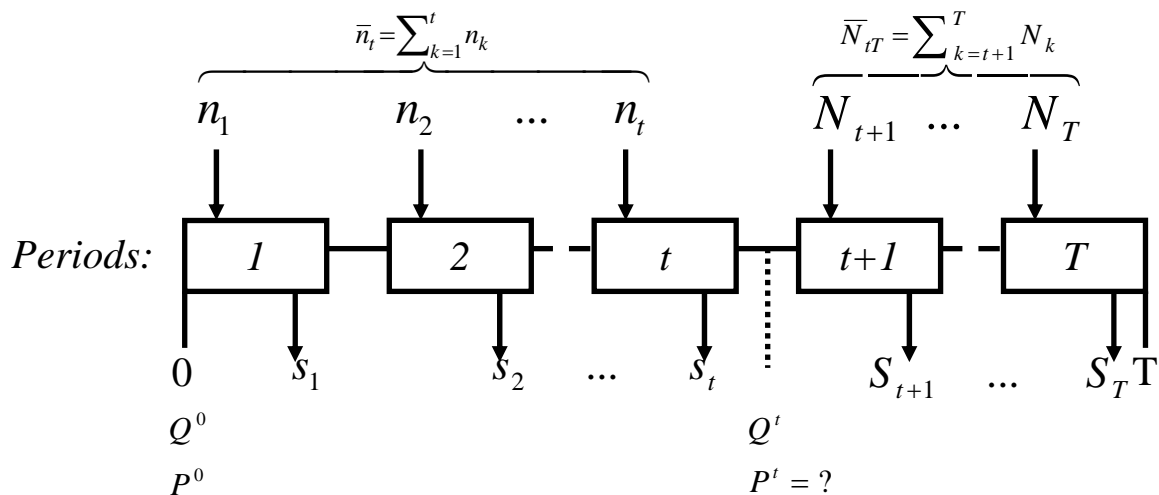 n̄_t = ∑_{k=1}^{t} n_k    N̄_{tT} = ∑_{k=t+1}^{T} N_k
n_1 n_2 ... n_t N_{t+1} ... N_T
Periods: 1 2 t t+1 T
0 s_1 s_2 ... s_t S_{t+1} ... S_T T
Q^0 Q^t
P^0 P^t = ?